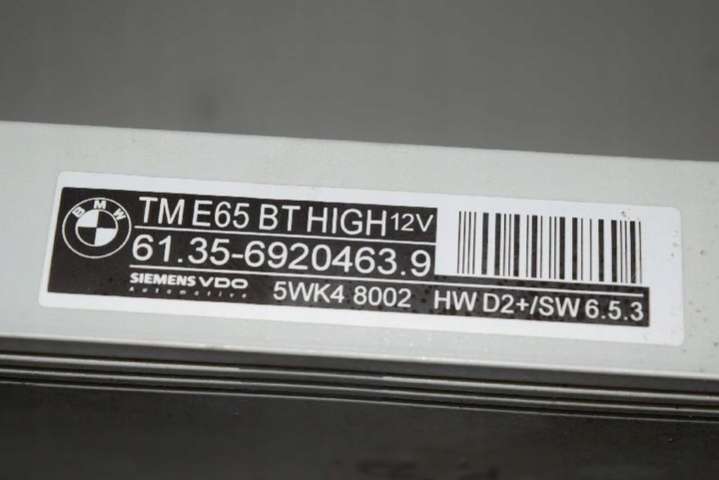 BMW
TM E65 BT HIGH 12V
61.35-6920463.9
SIEMENS VDO
Automotive
5WK4 8002 HW D2+/SW 6.5.3